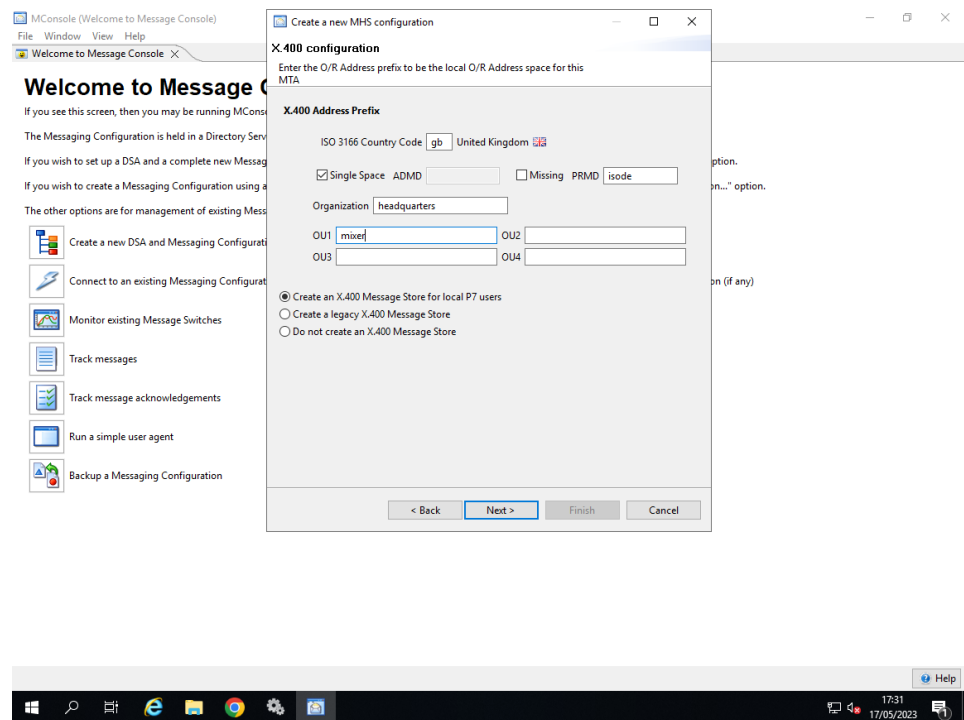 MConsole (Welcome to Message Console)
File Window View Help
Welcome to Message Console
Welcome to Message
If you see this screen, then you may be running
The Messaging Configuration is held in a Directory
If you wish to set up a DSA and a complete new
If you wish to create a Messaging Configuration using a
on..." option.
The other options are for management of existing
Create a new DSA and Messaging
Connect to an existing Messaging
on (if any)
Monitor existing Message Switches
Track messages
Track message acknowledgements
Run a simple user agent
Backup a Messaging Configuration
Create a new MHS configuration
X.400 configuration
Enter the O/R Address prefix to be the local O/R Address space for this
MTA
X.400 Address Prefix
ISO 3166 Country Code gb United Kingdom
Single Space ADMD Missing PRMD isode
Organization headquarters
OU1 mixer OU2
OU3 OU4
Create an X.400 Message Store for local P7 users
Create a legacy X.400 Message Store
Do not create an X.400 Message Store
< Back Next > Finish Cancel
Help
17:31
17/05/2023
1